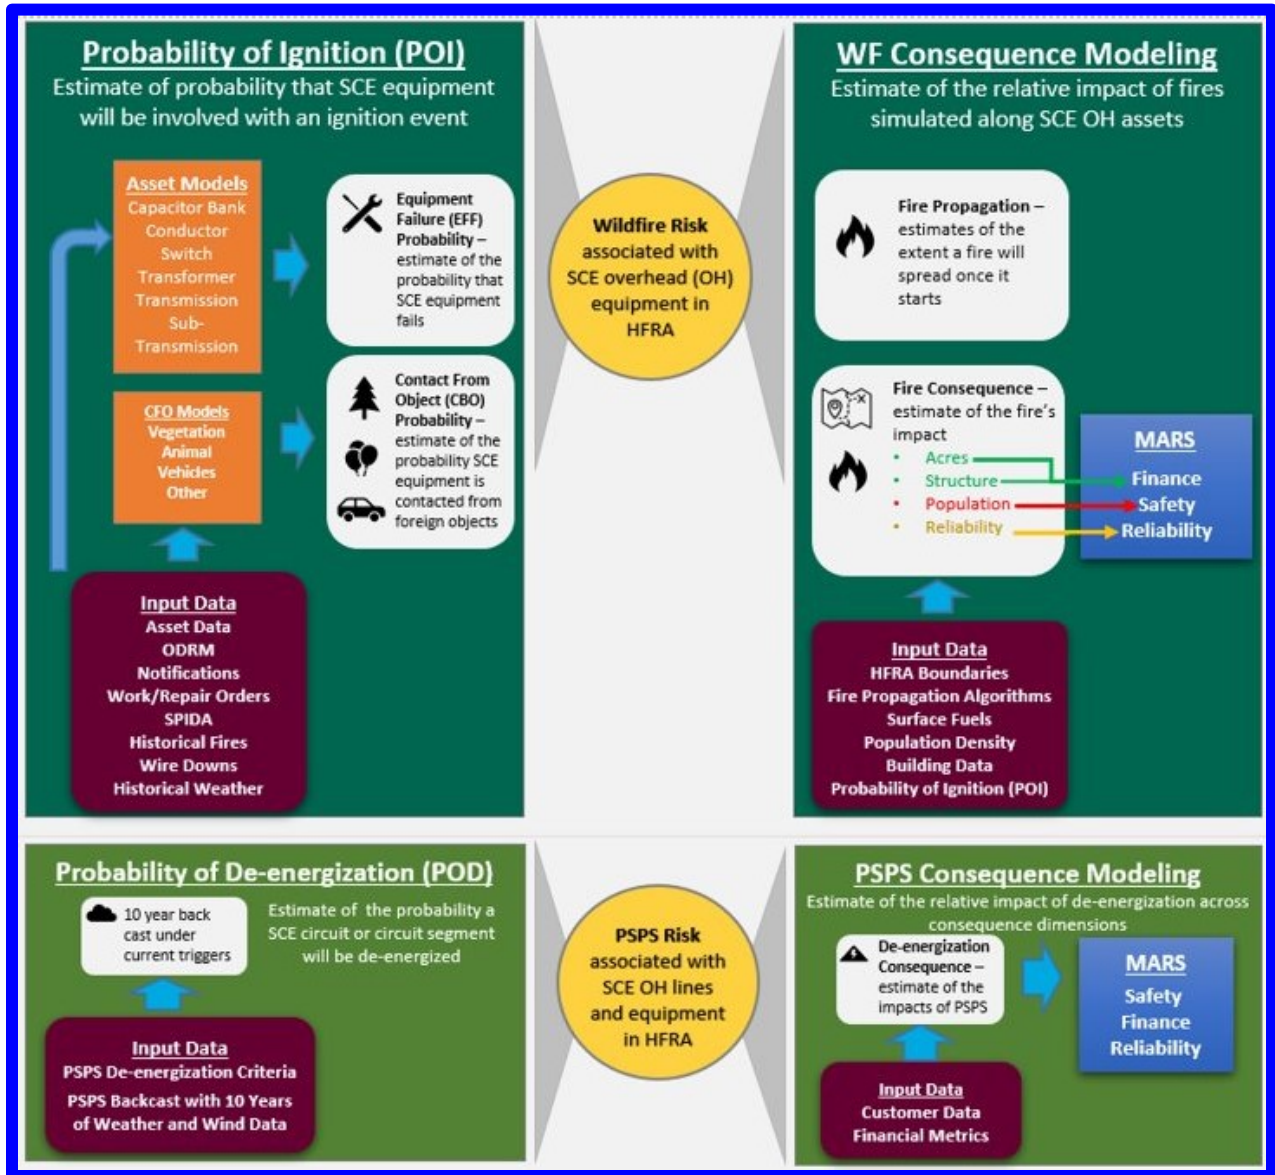 Probability of Ignition (POI)
Estimate of probability that SCE equipment
will be involved with an ignition event
Asset Models
Capacitor Bank
Conductor
Switch
Transformer
Transmission
Sub-
Transmission
Equipment
Failure (EFF)
Probability –
estimate of the
probability that
SCE equipment
fails
CFO Models
Vegetation
Animal
Vehicles
Other
Contact From
Object (CBO)
Probability –
estimate of the
probability SCE
equipment is
contacted from
foreign objects
Input Data
Asset Data
ODRM
Notifications
Work/Repair Orders
SPIDA
Historical Fires
Wire Downs
Historical Weather
Wildfire Risk
associated with
SCE overhead (OH)
equipment in
HFRA
WF Consequence Modeling
Estimate of the relative impact of fires
simulated along SCE OH assets
Fire Propagation –
estimates of the
extent a fire will
spread once it
starts
Fire Consequence –
estimate of the fire's
impact
• Acres
• Structure
• Population
• Reliability
MARS
Finance
Safety
Reliability
Input Data
HFRA Boundaries
Fire Propagation Algorithms
Surface Fuels
Population Density
Building Data
Probability of Ignition (POI)
Probability of De-energization (POD)
10 year back
cast under
current triggers
Estimate of the probability a
SCE circuit or circuit segment
will be de-energized
Input Data
PSPS De-energization Criteria
PSPS Backcast with 10 Years
of Weather and Wind Data
PSPS Risk
associated with
SCE OH lines
and equipment
in HFRA
PSPS Consequence Modeling
Estimate of the relative impact of de-energization across
consequence dimensions
De-energization
Consequence –
estimate of the
impacts of PSPS
MARS
Safety
Finance
Reliability
Input Data
Customer Data
Financial Metrics